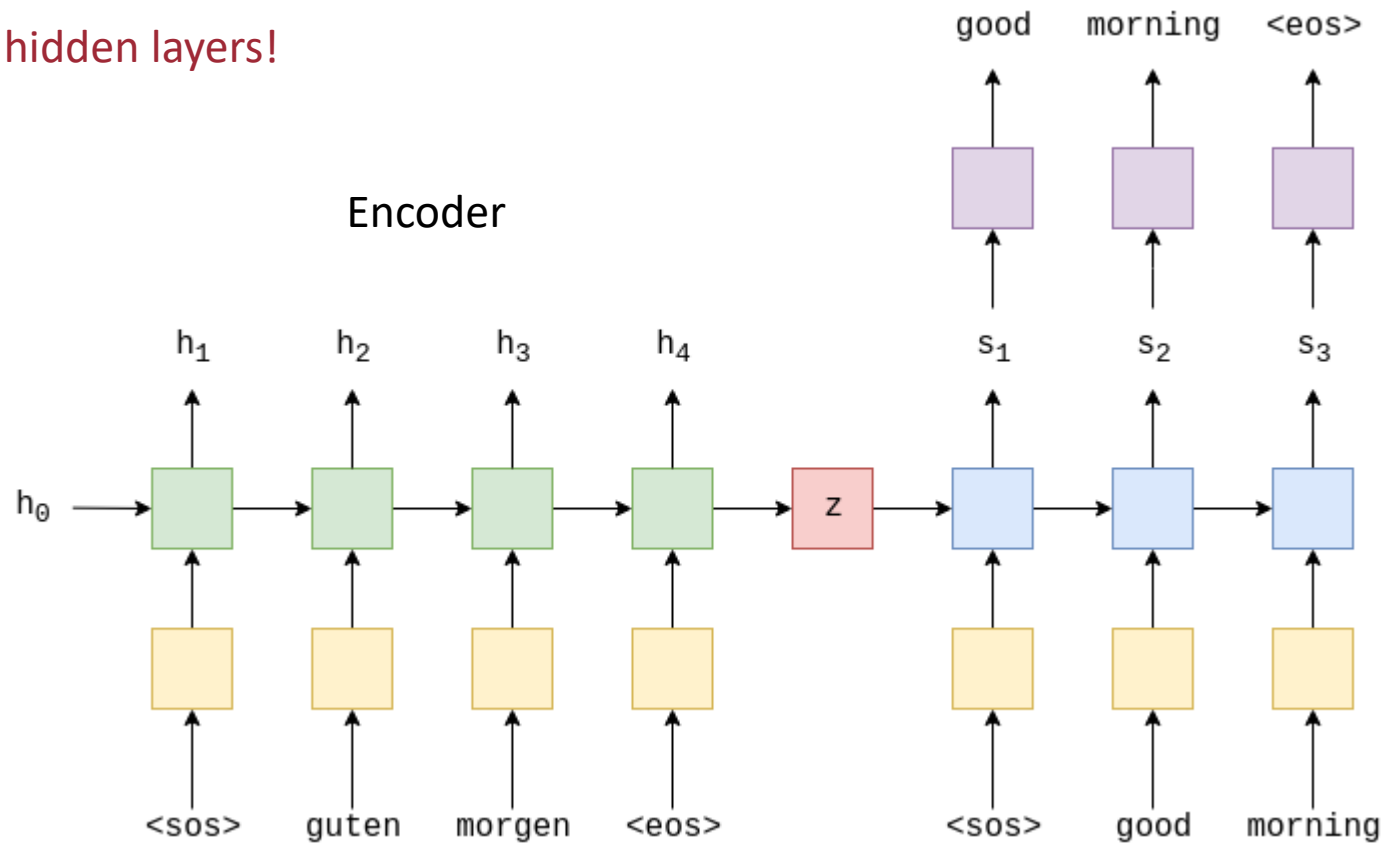 good morning <eos>
hidden layers!
Encoder
h₁ h₂ h₃ h₄ s₁ s₂ s₃
h₀ z
<sos> guten morgen <eos> <sos> good morning